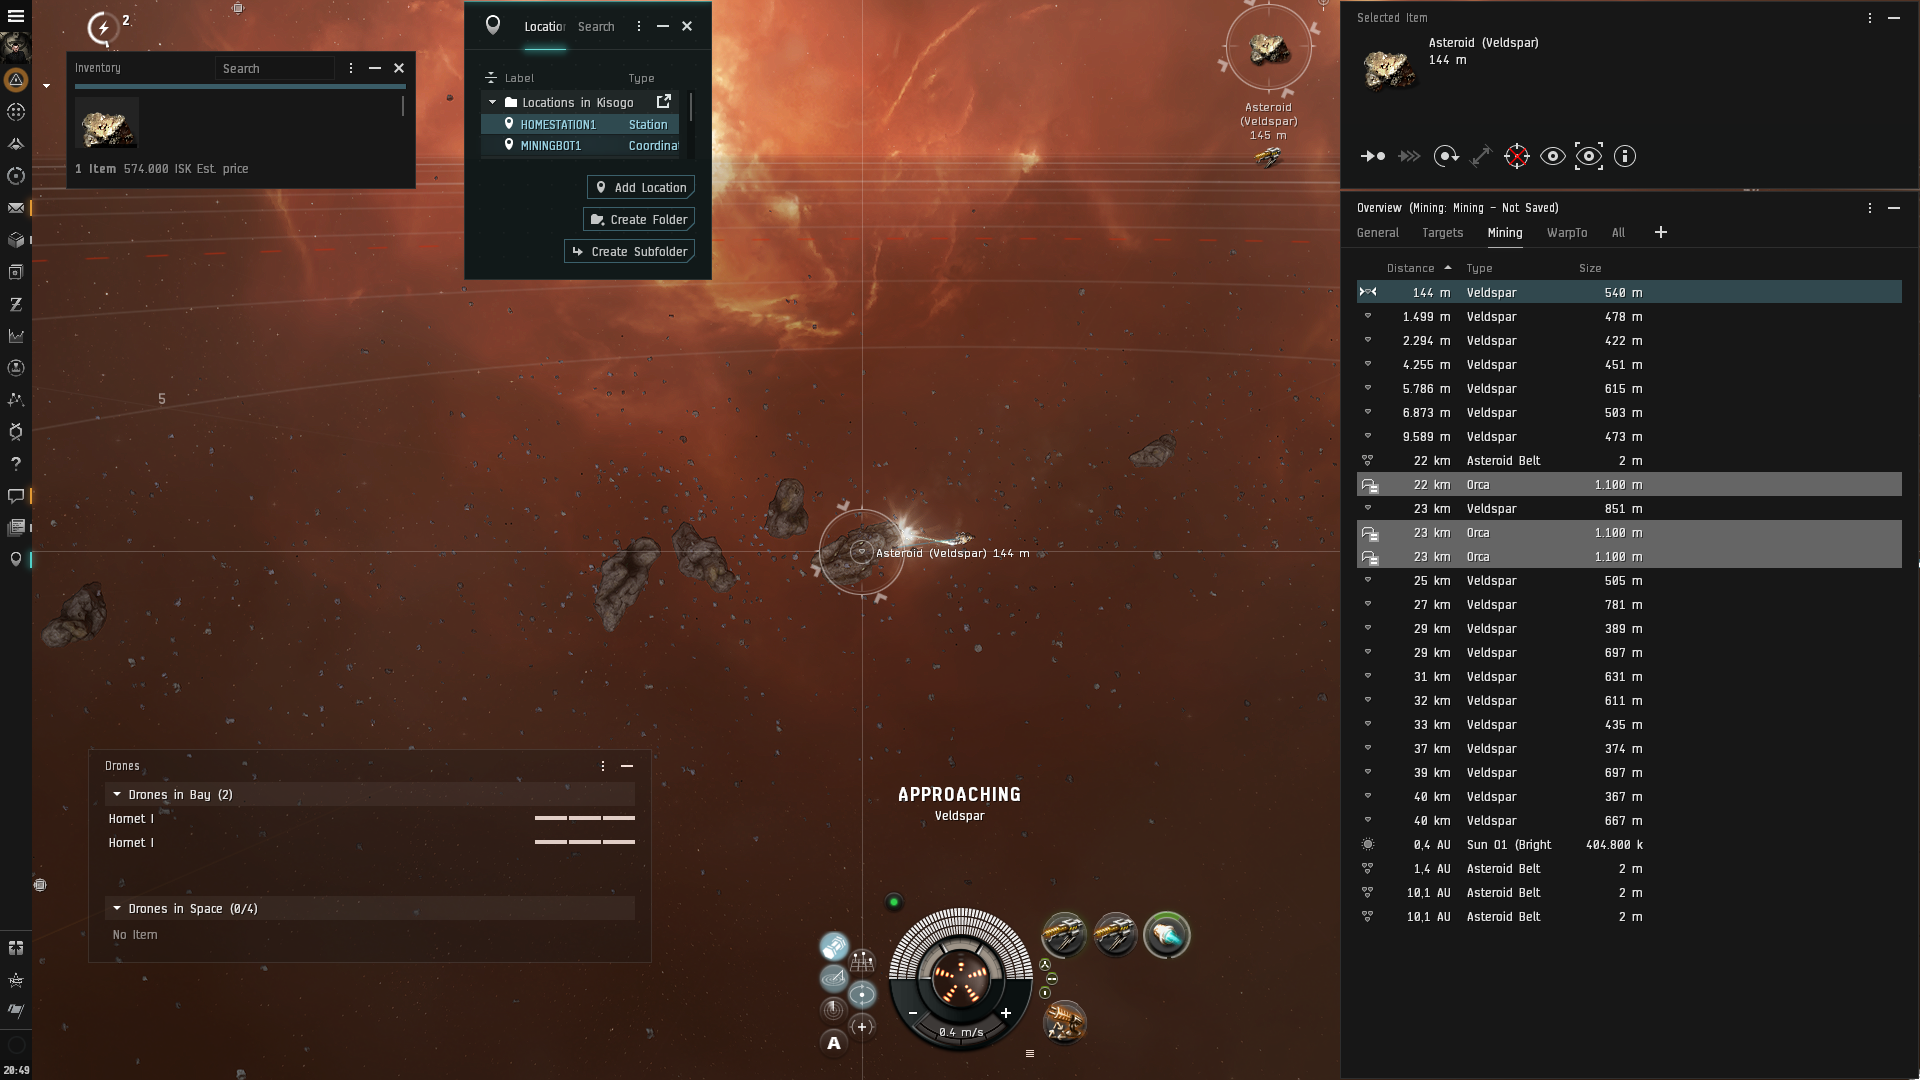 2
Inventory
Search
1 Item 574.000 ISK Est. price
Search
Label Type
Locations in Kisogo
HOMESTATION1 Station
MININGBOT1
Add Location
Create Folder
Create Subfolder
Asteroid
(Veldspar)
145 m
Selected Item
Asteroid (Veldspar)
144 m
Overview (Mining: Mining - Not Saved)
General Targets Mining WarpTo All
Distance Type Size
144 m Veldspar 540 m
1.499 m Veldspar 478 m
2.294 m Veldspar 422 m
4.255 m Veldspar 451 m
5.786 m Veldspar 615 m
6.873 m Veldspar 503 m
9.589 m Veldspar 473 m
22 km Asteroid Belt 2 m
22 km Orca 1.100 m
23 km Veldspar 851 m
23 km Orca 1.100 m
23 km Orca 1.100 m
25 km Veldspar 505 m
27 km Veldspar 781 m
29 km Veldspar 389 m
29 km Veldspar 697 m
31 km Veldspar 631 m
32 km Veldspar 611 m
33 km Veldspar 435 m
37 km Veldspar 374 m
39 km Veldspar 697 m
40 km Veldspar 367 m
40 km Veldspar 667 m
0,4 AU Sun O1 (Bright 404.800 k
1,4 AU Asteroid Belt 2 m
10,1 AU Asteroid Belt 2 m
10,1 AU Asteroid Belt 2 m
5
Asteroid (Veldspar) 144 m
Drones
Drones in Bay (2)
Hornet I
Hornet I
Drones in Space (0/4)
No Item
APPROACHING
Veldspar
0.4 m/s
A
20:49